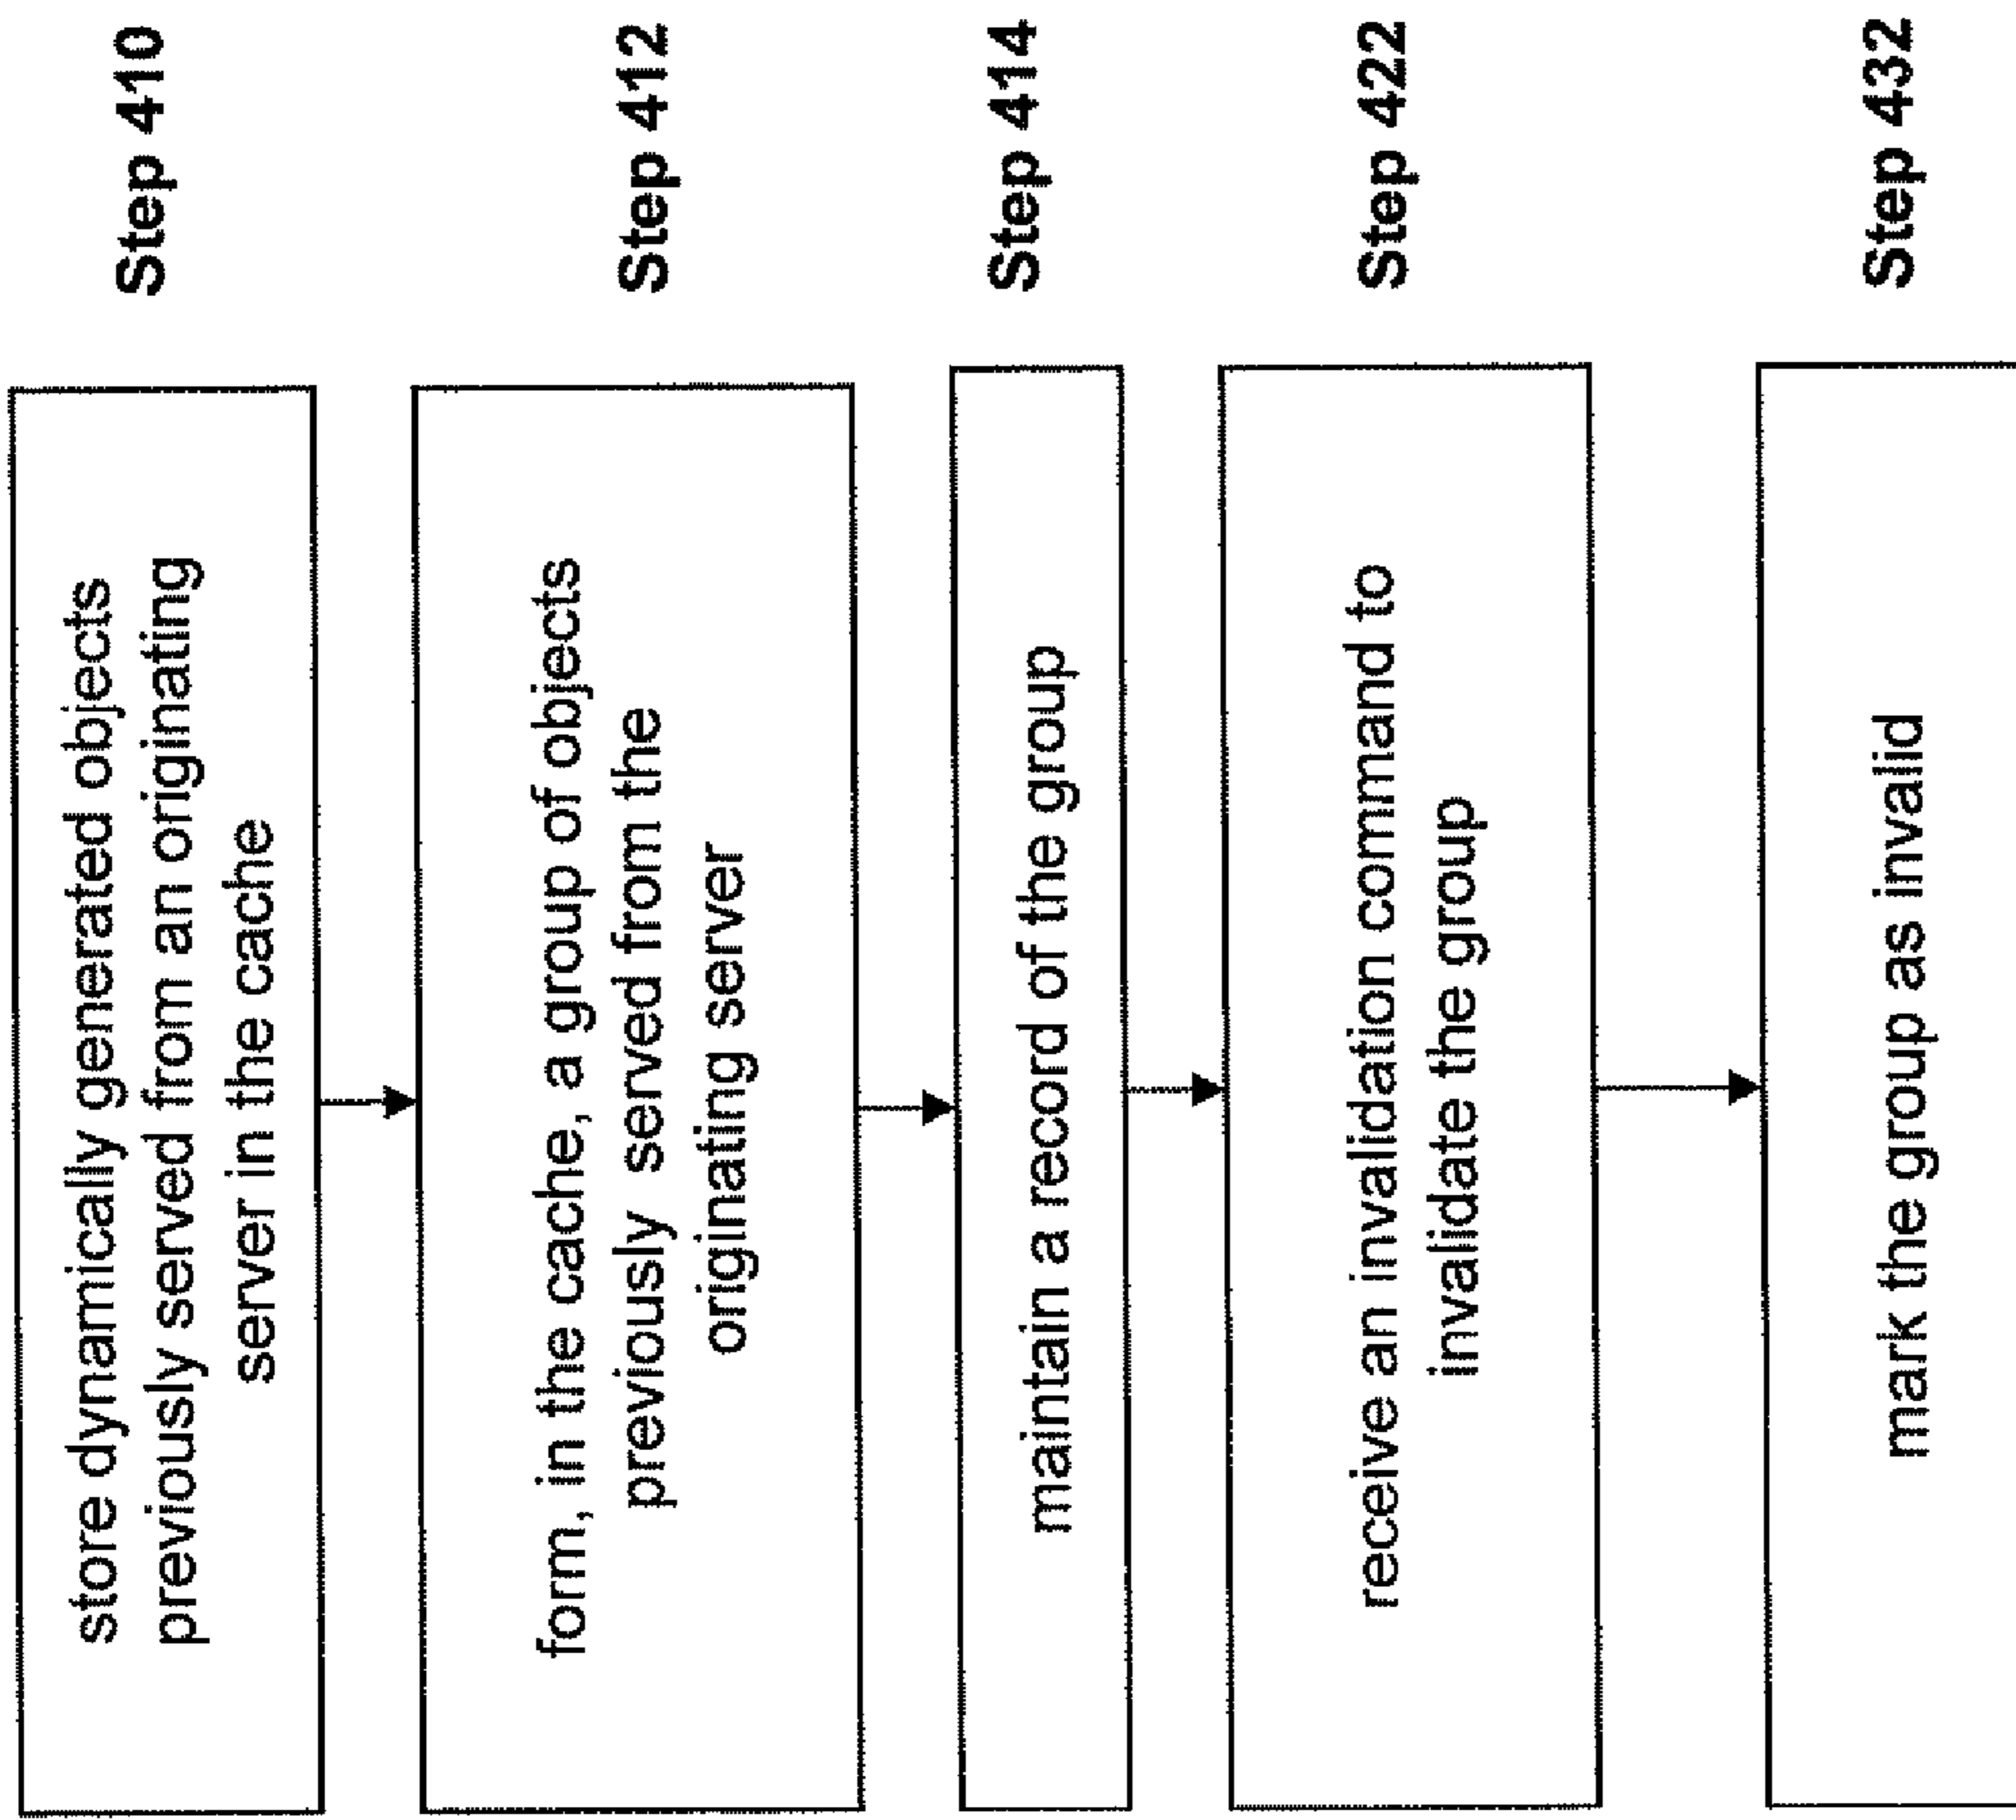 store dynamically generated objects
previously served from an originating
server in the cache
Step 410
form, in the cache, a group of objects
previously served from the
originating server
Step 412
maintain a record of the group
Step 414
receive an invalidation command to
invalidate the group
Step 422
mark the group as invalid
Step 432